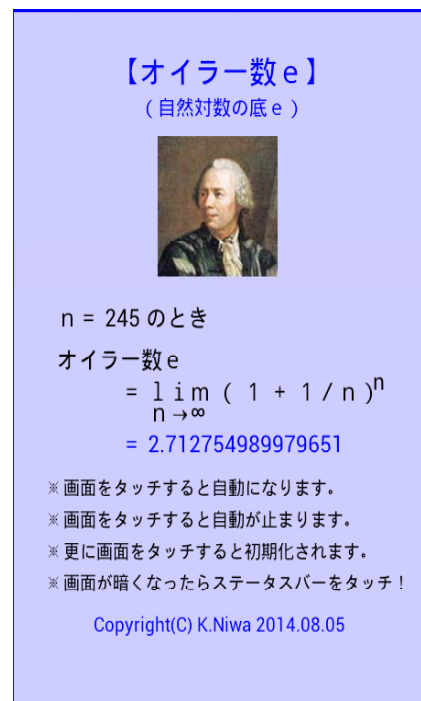 【オイラー数 e 】
( 自然対数の底 e )
n = 245 のとき
オイラー数 e
= l i m ( 1 + 1 / n )ⁿ
n →∞
= 2.712754989979651
※ 画面をタッチすると自動になります。
※ 画面をタッチすると自動が止まります。
※ 更に画面をタッチすると初期化されます。
※ 画面が暗くなったらステータスバーをタッチ！
Copyright(C) K.Niwa 2014.08.05